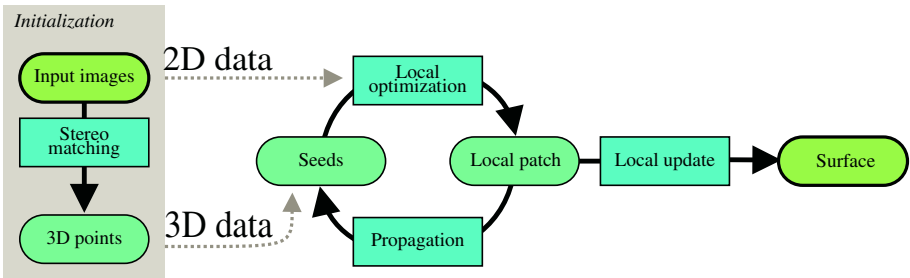 Initialization
Input images
Stereo
matching
3D points
2D data
3D data
Local
optimization
Seeds
Local patch
Propagation
Local update
Surface